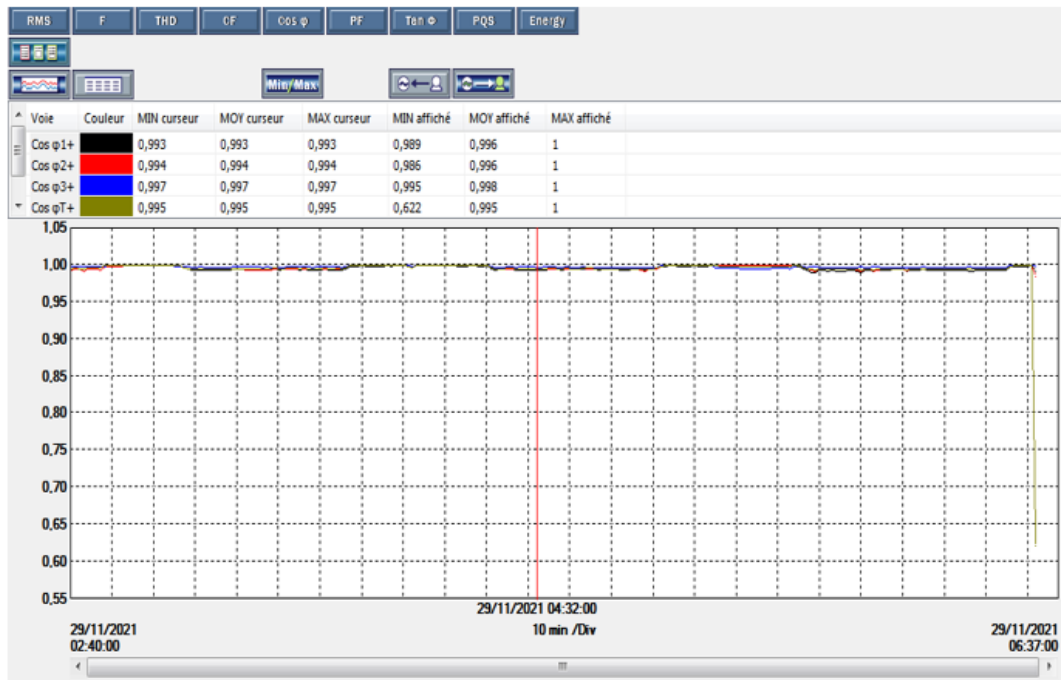 RMS F THD CF Cos φ PF Tan Φ PQS Energy
Min/Max
Voie Couleur MIN curseur MOY curseur MAX curseur MIN affiché MOY affiché MAX affiché
Cos φ1+ 0,993 0,993 0,993 0,989 0,996 1
Cos φ2+ 0,994 0,994 0,994 0,986 0,996 1
Cos φ3+ 0,997 0,997 0,997 0,995 0,998 1
Cos φT+ 0,995 0,995 0,995 0,622 0,995 1
1,05
1,00
0,95
0,90
0,85
0,80
0,75
0,70
0,65
0,60
0,55
29/11/2021 04:32:00
29/11/2021 10 min /Div 29/11/2021
02:40:00 06:37:00